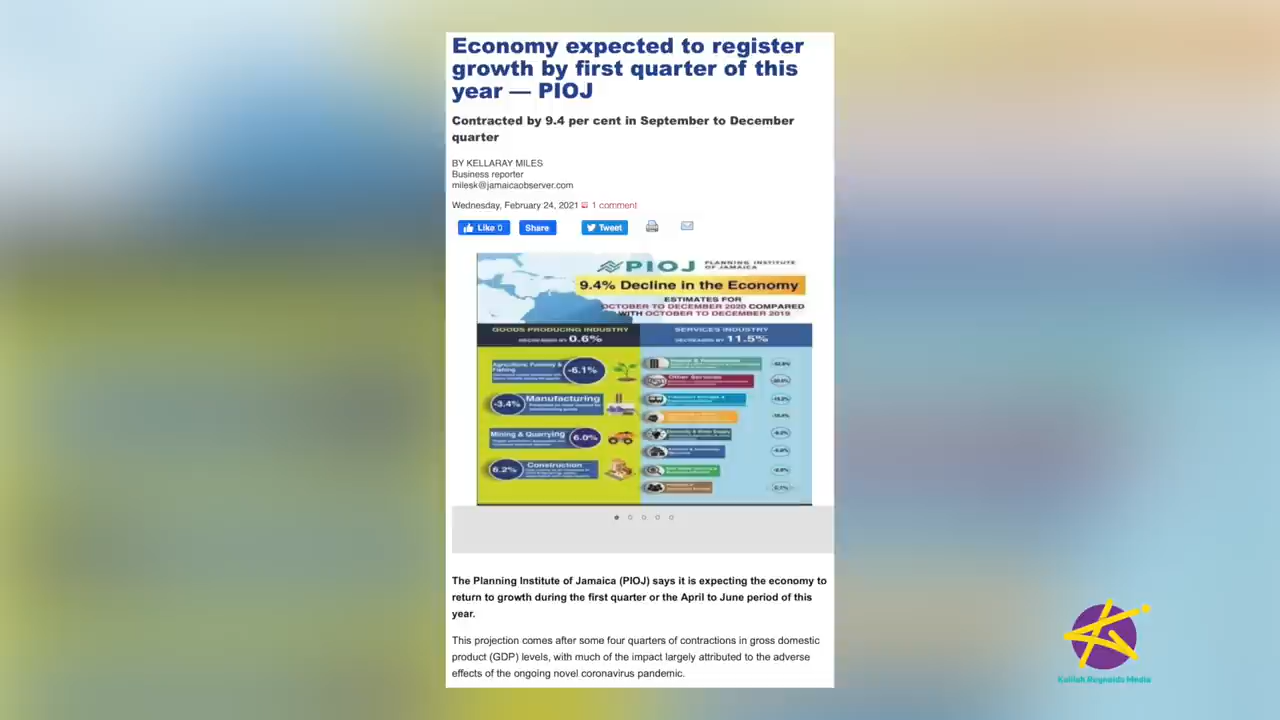 Economy expected to register
growth by first quarter of this
year — PIOJ
Contracted by 9.4 per cent in September to December
quarter
BY KELLARAY MILES
Business reporter
milesk@jamaicaobserver.com
Wednesday, February 24, 2021 1 comment
Like 0 Share Tweet
PIOJ PLANNING INSTITUTE
OF JAMAICA
9.4% Decline in the Economy
ESTIMATES FOR
OCTOBER TO DECEMBER 2020 COMPARED
WITH OCTOBER TO DECEMBER 2019
GOODS PRODUCING INDUSTRY
DECREASED BY 0.6%
SERVICES INDUSTRY
DECREASED BY 11.5%
Agriculture, Forestry &
Fishing
-6.1%
-3.4% Manufacturing
Mining & Quarrying 6.0%
6.2% Construction
Other Services
The Planning Institute of Jamaica (PIOJ) says it is expecting the economy to
return to growth during the first quarter or the April to June period of this
year.
This projection comes after some four quarters of contractions in gross domestic
product (GDP) levels, with much of the impact largely attributed to the adverse
effects of the ongoing novel coronavirus pandemic.
Kalilah Reynolds Media